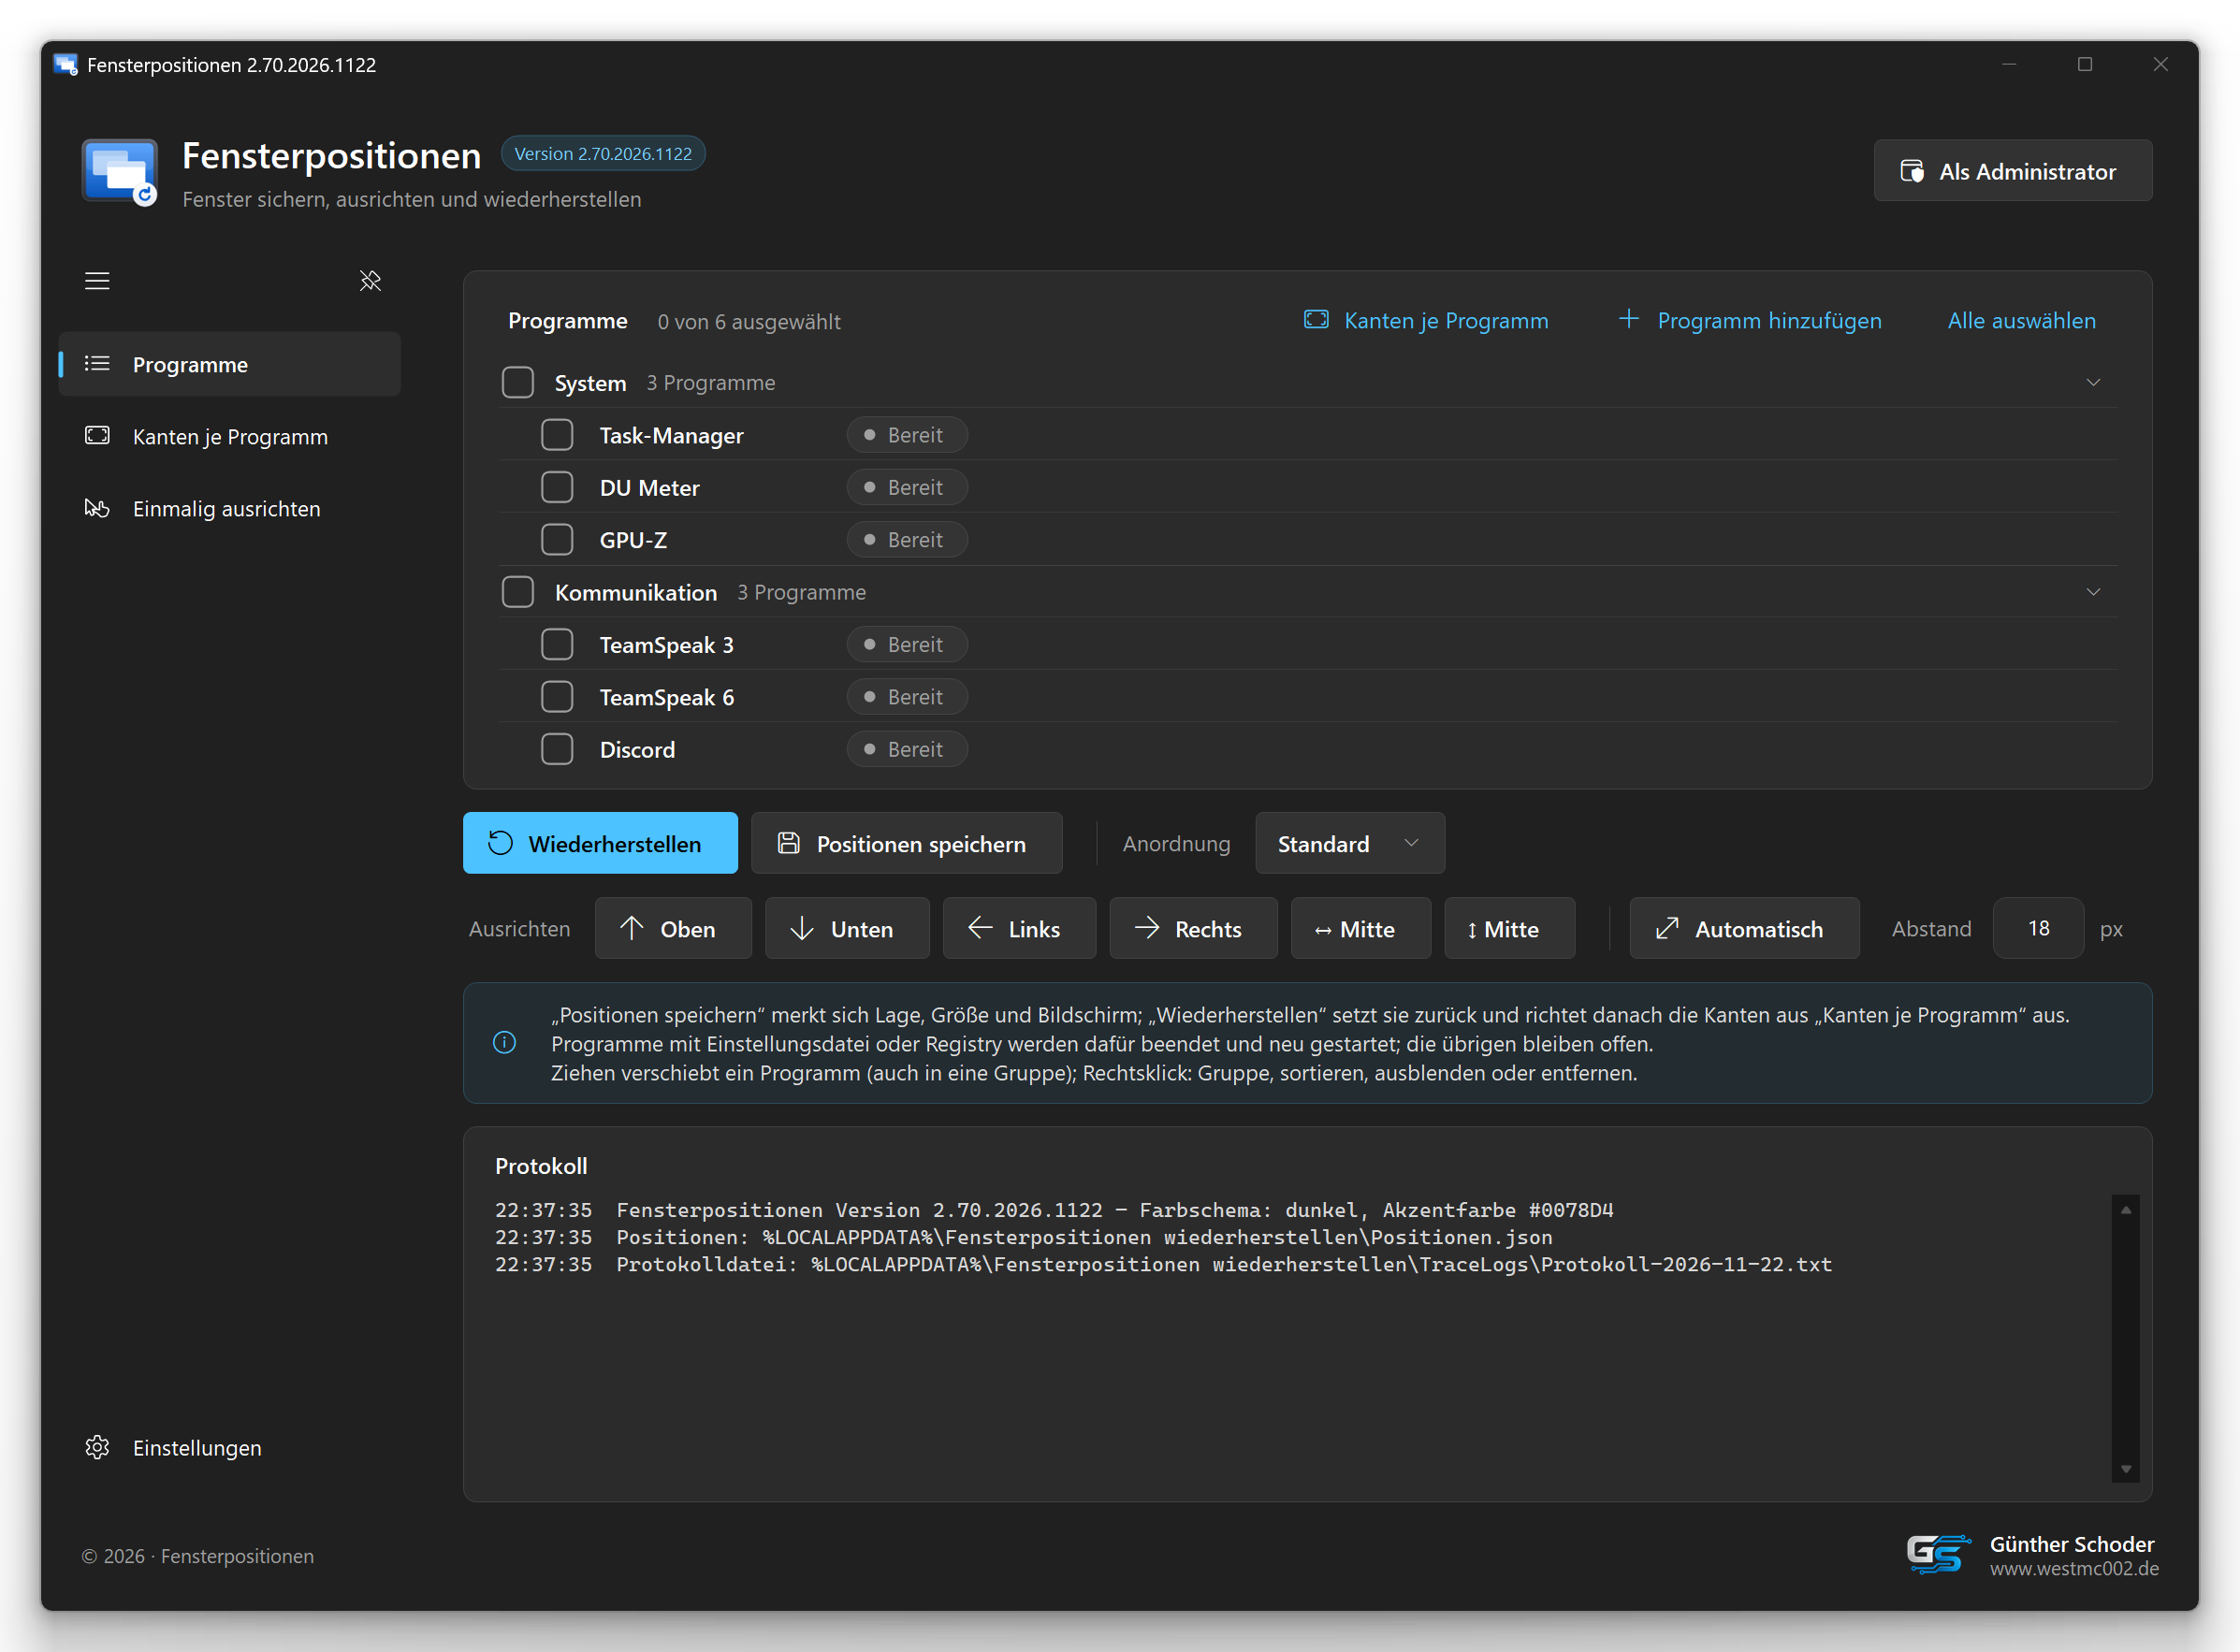 Fensterpositionen 2.70.2026.1122
Fensterpositionen Version 2.70.2026.1122
Fenster sichern, ausrichten und wiederherstellen
Als Administrator
Programme
Kanten je Programm
Einmalig ausrichten
Programme 0 von 6 ausgewählt Kanten je Programm Programm hinzufügen Alle auswählen
System 3 Programme
Task-Manager Bereit
DU Meter Bereit
GPU-Z Bereit
Kommunikation 3 Programme
TeamSpeak 3 Bereit
TeamSpeak 6 Bereit
Discord Bereit
Wiederherstellen Positionen speichern Anordnung Standard
Ausrichten ↑ Oben ↓ Unten ← Links → Rechts ↔ Mitte ↕ Mitte Automatisch Abstand 18 px
„Positionen speichern“ merkt sich Lage, Größe und Bildschirm; „Wiederherstellen“ setzt sie zurück und richtet danach die Kanten aus „Kanten je Programm“ aus.
Programme mit Einstellungsdatei oder Registry werden dafür beendet und neu gestartet; die übrigen bleiben offen.
Ziehen verschiebt ein Programm (auch in eine Gruppe); Rechtsklick: Gruppe, sortieren, ausblenden oder entfernen.
Protokoll
22:37:35 Fensterpositionen Version 2.70.2026.1122 – Farbschema: dunkel, Akzentfarbe #0078D4
22:37:35 Positionen: %LOCALAPPDATA%\Fensterpositionen wiederherstellen\Positionen.json
22:37:35 Protokolldatei: %LOCALAPPDATA%\Fensterpositionen wiederherstellen\TraceLogs\Protokoll-2026-11-22.txt
Einstellungen
© 2026 · Fensterpositionen
GS Günther Schoder
www.westmc002.de